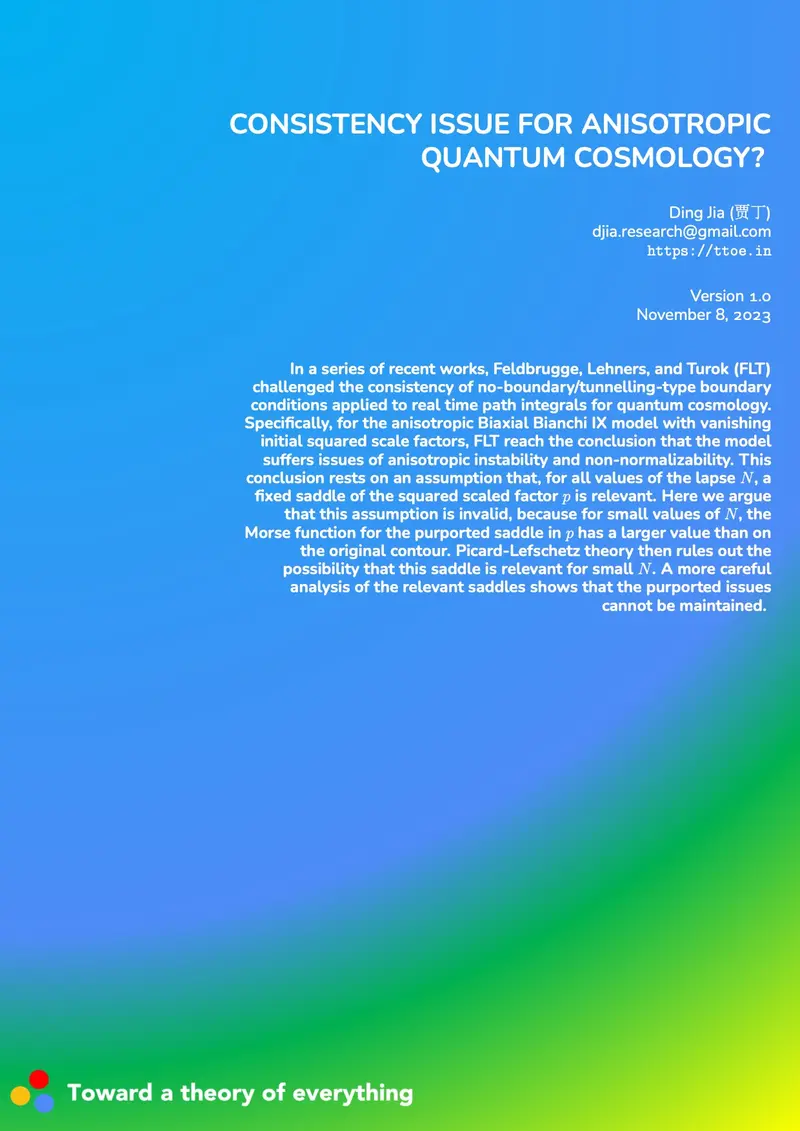 CONSISTENCY ISSUE FOR ANISOTROPIC
QUANTUM COSMOLOGY?
Ding Jia (贾丁)
djia.research@gmail.com
https://ttoe.in
Version 1.0
November 8, 2023
In a series of recent works, Feldbrugge, Lehners, and Turok (FLT)
challenged the consistency of no-boundary/tunnelling-type boundary
conditions applied to real time path integrals for quantum cosmology.
Specifically, for the anisotropic Biaxial Bianchi IX model with vanishing
initial squared scale factors, FLT reach the conclusion that the model
suffers issues of anisotropic instability and non-normalizability. This
conclusion rests on an assumption that, for all values of the lapse N, a
fixed saddle of the squared scaled factor p is relevant. Here we argue
that this assumption is invalid, because for small values of N, the
Morse function for the purported saddle in p has a larger value than on
the original contour. Picard-Lefschetz theory then rules out the
possibility that this saddle is relevant for small N. A more careful
analysis of the relevant saddles shows that the purported issues
cannot be maintained.
Toward a theory of everything